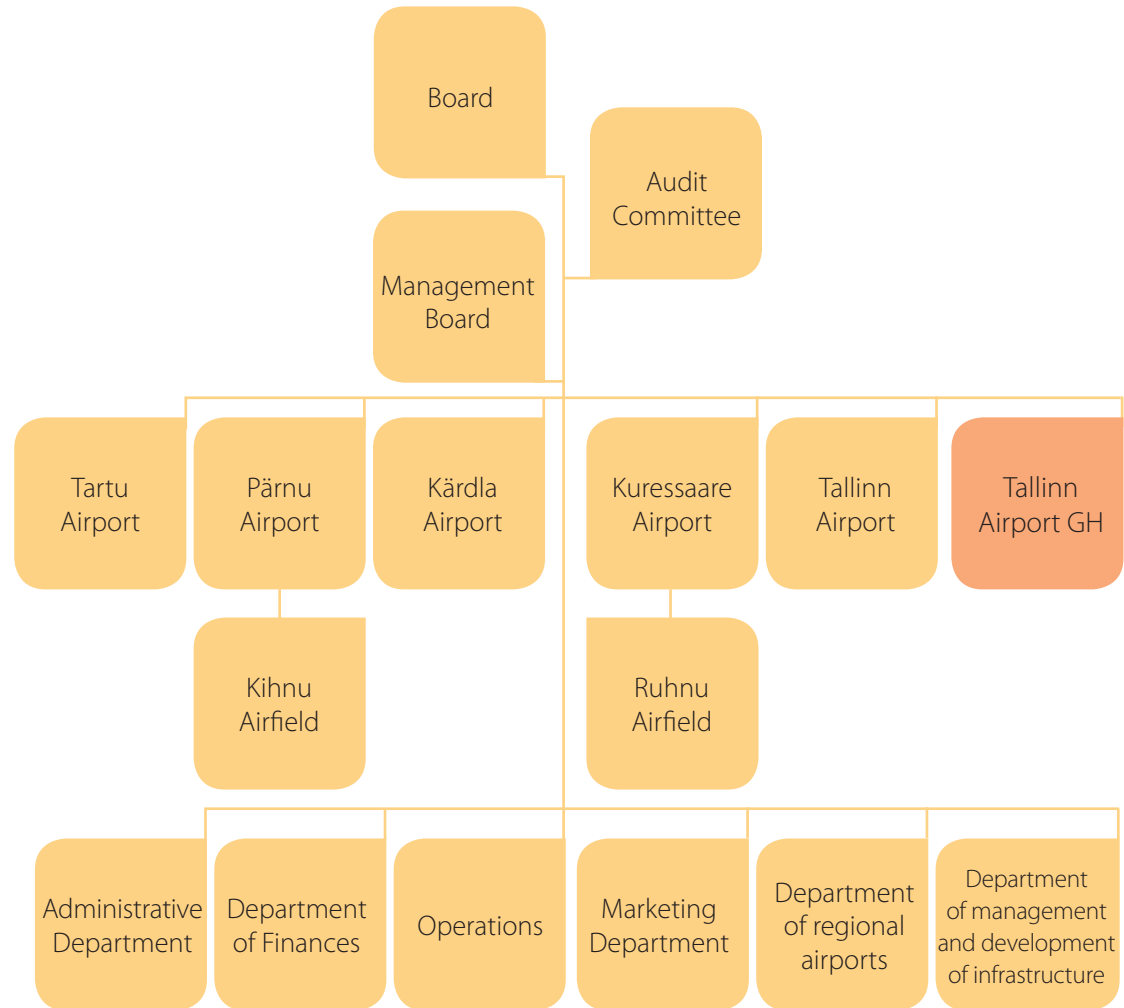 Board
Audit
Committee
Management
Board
Tartu
Airport
Pärnu
Airport
Kärdla
Airport
Kuressaare
Airport
Tallinn
Airport
Tallinn
Airport GH
Kihnu
Airfield
Ruhnu
Airfield
Administrative
Department
Department
of Finances
Operations
Marketing
Department
Department
of regional
airports
Department
of management
and development
of infrastructure